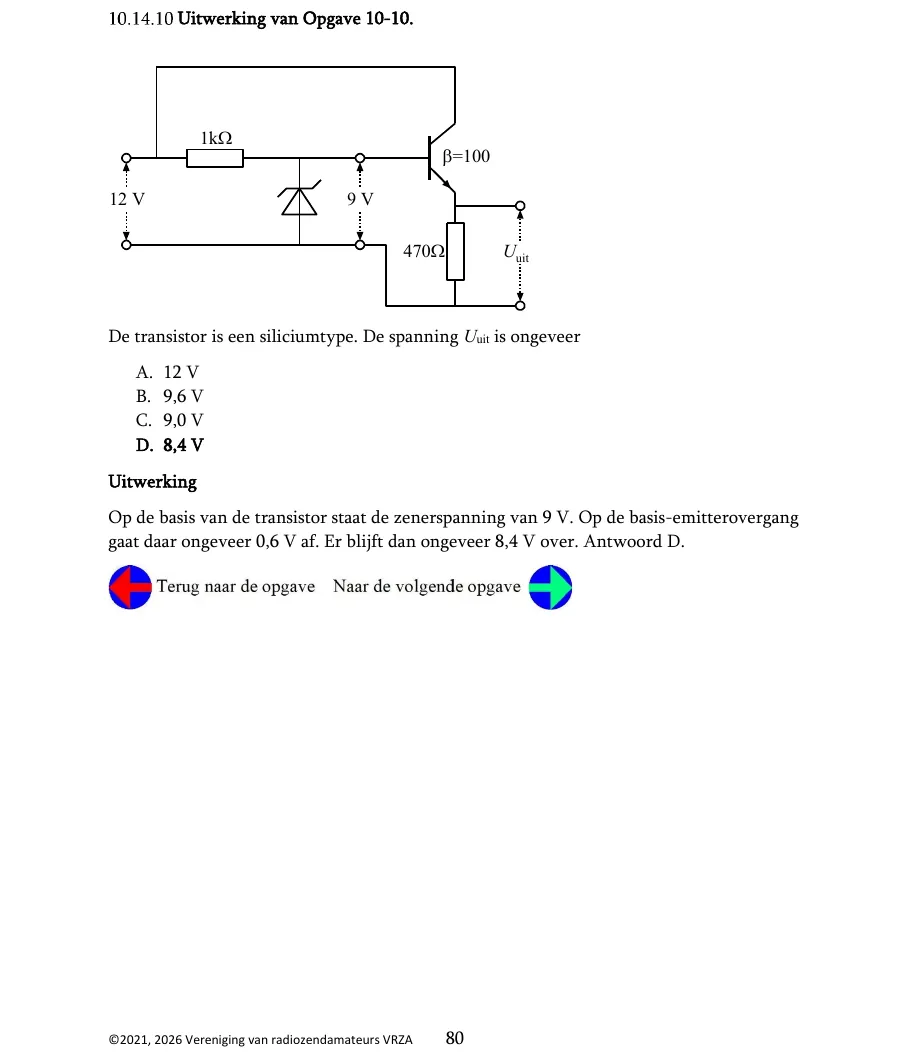 10.14.10 Uitwerking van Opgave 10-10.
1kΩ
β=100
12 V
9 V
470Ω
Uuit
De transistor is een siliciumtype. De spanning Uuit is ongeveer
A. 12 V
B. 9,6 V
C. 9,0 V
D. 8,4 V
Uitwerking
Op de basis van de transistor staat de zenerspanning van 9 V. Op de basis-emitterovergang
gaat daar ongeveer 0,6 V af. Er blijft dan ongeveer 8,4 V over. Antwoord D.
Terug naar de opgave Naar de volgende opgave
©2021, 2026 Vereniging van radiozendamateurs VRZA 80